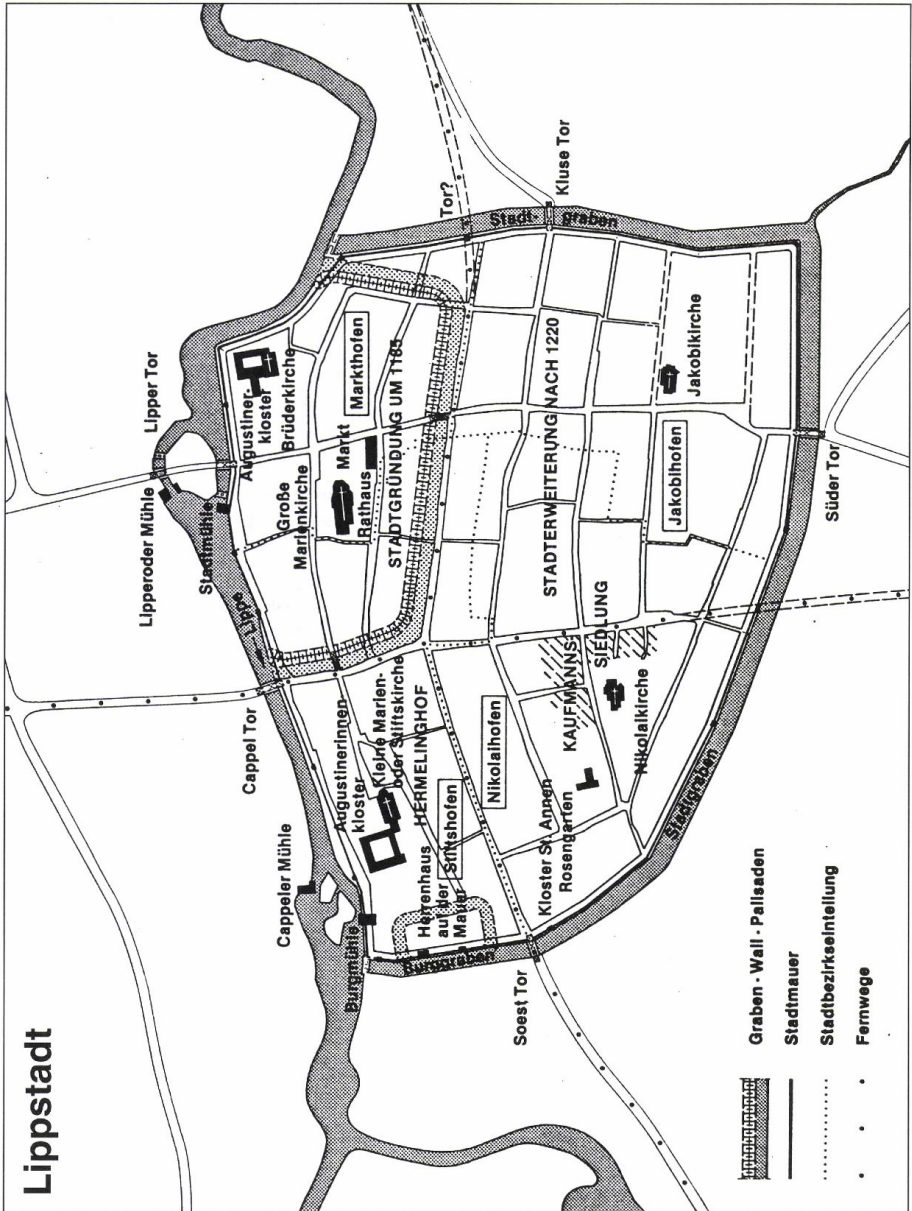 Lippstadt
Lipperoder Mühle
Lipper Tor
Stadtmühle
Cappel Tor
Lippe
Cappeler Mühle
Burgmühle
Augustiner-
kloster
Brüderkirche
Große
Marienkirche
Markt
Rathaus
Markthofen
STADTGRÜNDUNG UM 1185
Tor?
Stadt-
graben
Kluse Tor
Augustinerinnen-
kloster
Kleine Marien-
oder Stiftskirche
HERMELINGHOF
Stiftshofen
Herrenhaus
auf der
Mauer
Burggraben
Nikolaihofen
STADTERWEITERUNG NACH 1220
Soest Tor
Kloster St. Annen
Rosengarten
KAUFMANNS-
SIEDLUNG
Nikolaikirche
Jakobihofen
Jakobikirche
Süder Tor
Stadtgraben
Graben - Wall - Pallsaden
Stadtmauer
Stadtbezirkseinteilung
Fernwege